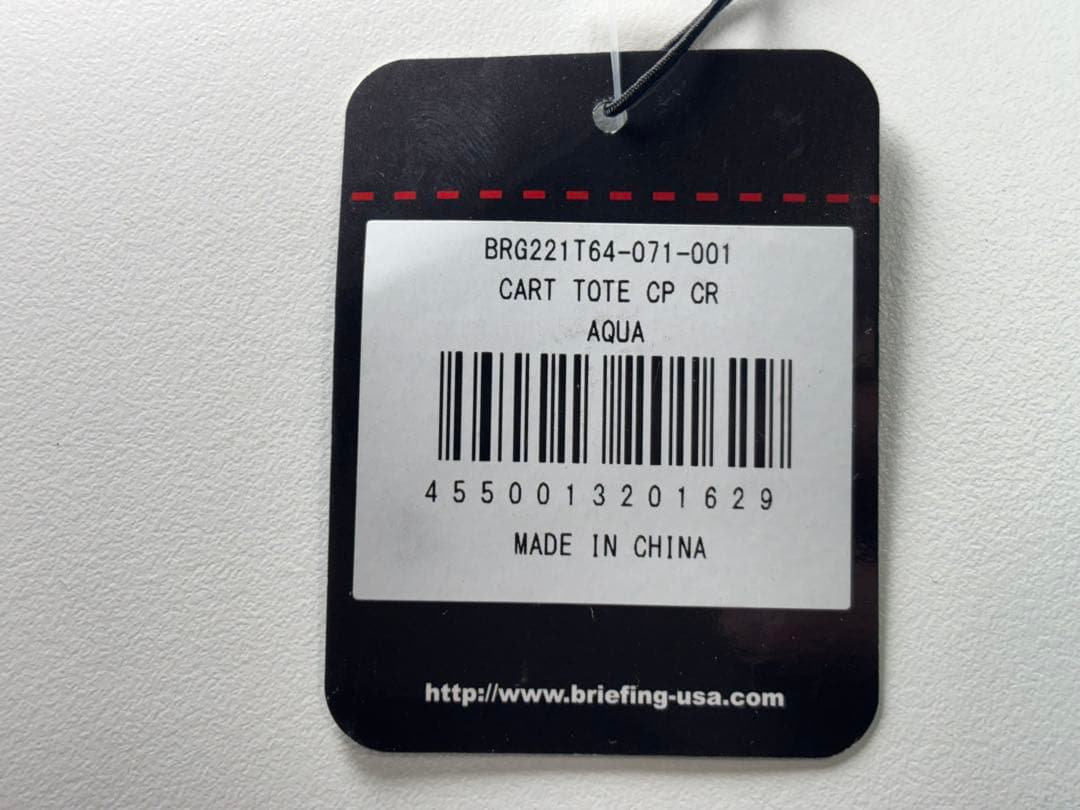 BRG221T64-071-001
CART TOTE CP CR
AQUA
4550013201629
MADE IN CHINA
http://www.briefing-usa.com